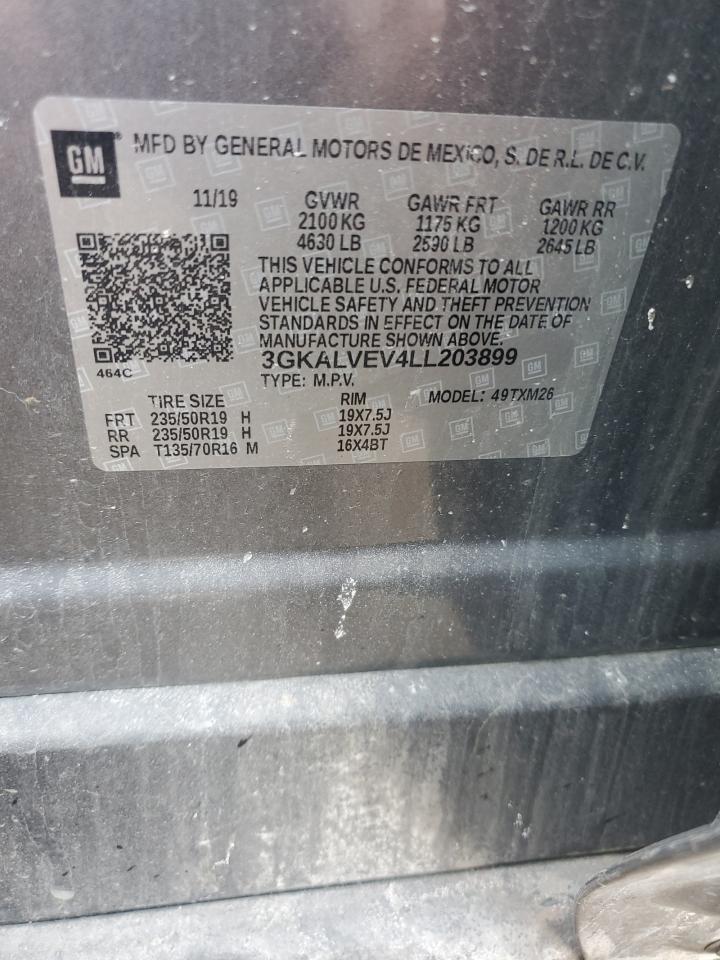 GM
MFD BY GENERAL MOTORS DE MEXICO, S. DE R.L. DE C.V.
11/19 GVWR GAWR FRT GAWR RR
2100 KG 1175 KG 1200 KG
4630 LB 2590 LB 2645 LB
THIS VEHICLE CONFORMS TO ALL
APPLICABLE U.S. FEDERAL MOTOR
VEHICLE SAFETY AND THEFT PREVENTION
STANDARDS IN EFFECT ON THE DATE OF
MANUFACTURE SHOWN ABOVE.
3GKALVEV4LL203899
464C
TYPE: M.P.V. MODEL: 49TXM26
TIRE SIZE RIM
FRT 235/50R19 H 19X7.5J
RR 235/50R19 H 19X7.5J
SPA T135/70R16 M 16X4BT